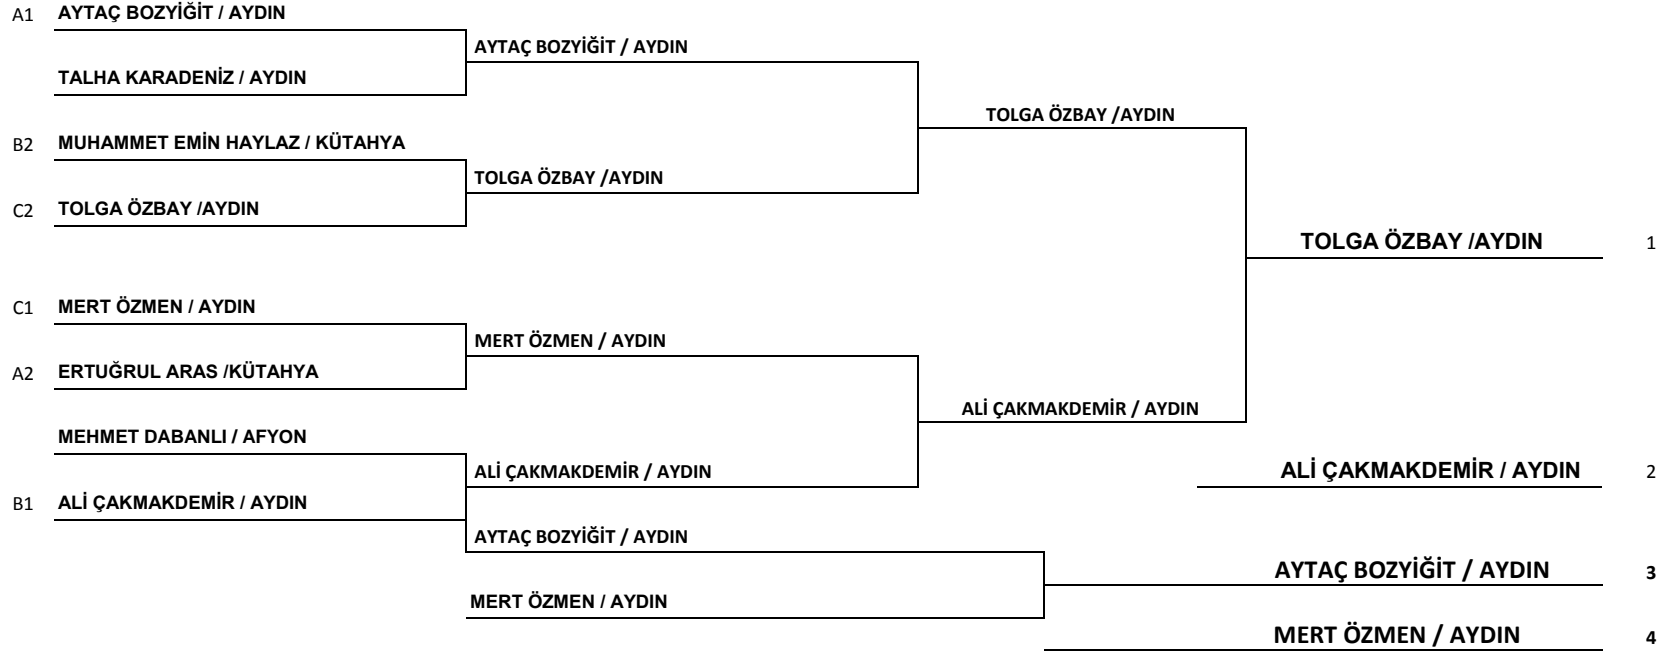 A1 AYTAÇ BOZYİĞİT / AYDIN
AYTAÇ BOZYİĞİT / AYDIN
TALHA KARADENİZ / AYDIN
TOLGA ÖZBAY /AYDIN
B2 MUHAMMET EMİN HAYLAZ / KÜTAHYA
TOLGA ÖZBAY /AYDIN
C2 TOLGA ÖZBAY /AYDIN
TOLGA ÖZBAY /AYDIN 1
C1 MERT ÖZMEN / AYDIN
MERT ÖZMEN / AYDIN
A2 ERTUĞRUL ARAS /KÜTAHYA
ALİ ÇAKMAKDEMİR / AYDIN
MEHMET DABANLI / AFYON
ALİ ÇAKMAKDEMİR / AYDIN
ALİ ÇAKMAKDEMİR / AYDIN 2
B1 ALİ ÇAKMAKDEMİR / AYDIN
AYTAÇ BOZYİĞİT / AYDIN
AYTAÇ BOZYİĞİT / AYDIN 3
MERT ÖZMEN / AYDIN
MERT ÖZMEN / AYDIN 4